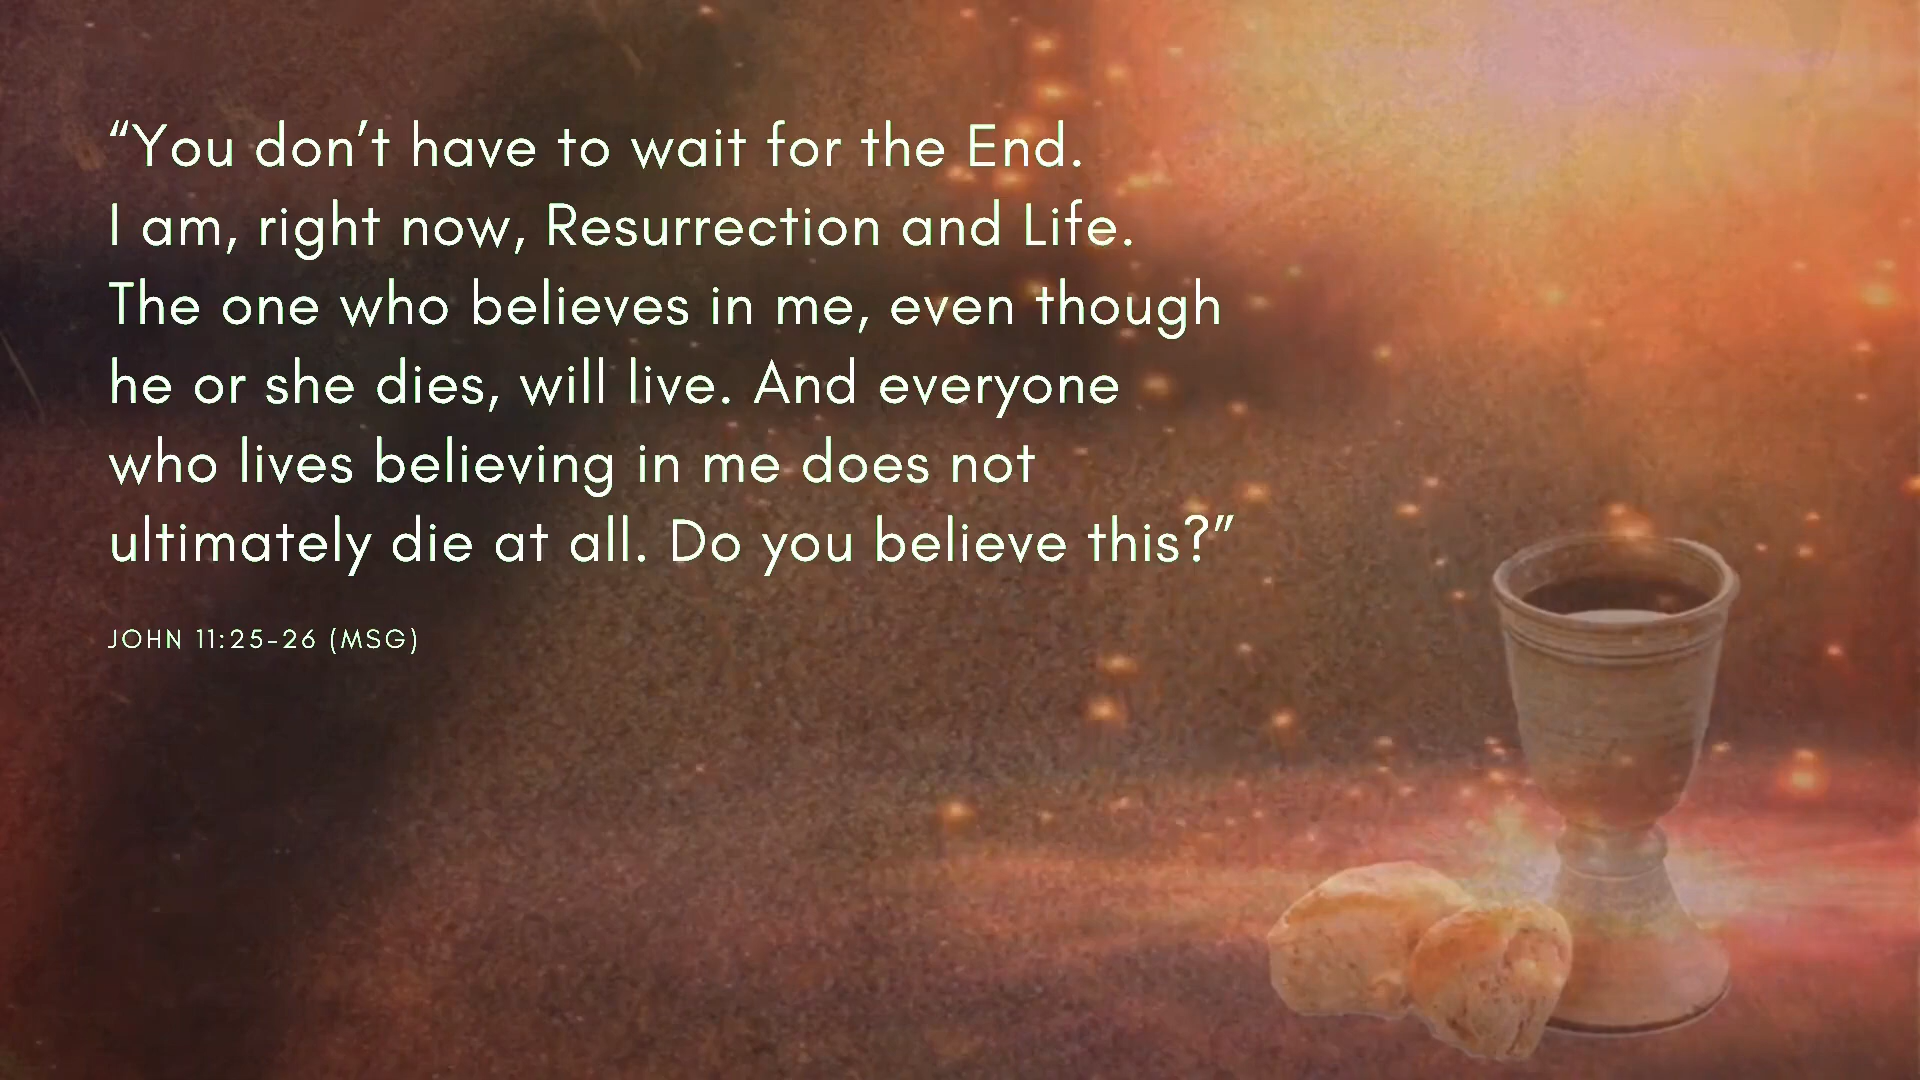 “You don’t have to wait for the End.
I am, right now, Resurrection and Life.
The one who believes in me, even though
he or she dies, will live. And everyone
who lives believing in me does not
ultimately die at all. Do you believe this?”
JOHN 11:25-26 (MSG)